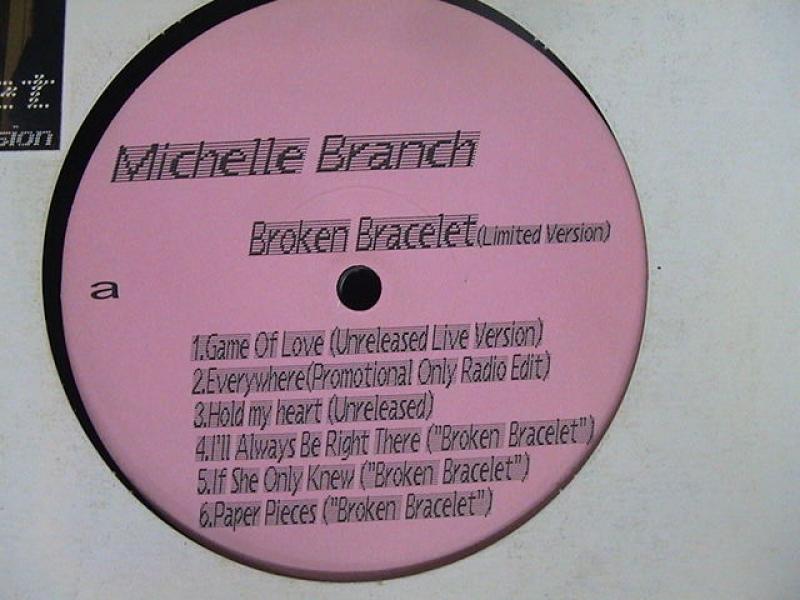 et
sion
Michelle Branch
Broken Bracelet(Limited Version)
a
1.Game Of Love (Unreleased Live Version)
2.Everywhere(Promotional Only Radio Edit)
3.Hold my heart (Unreleased)
4.I'll Always Be Right There ("Broken Bracelet")
5.If She Only Knew ("Broken Bracelet")
6.Paper Pieces ("Broken Bracelet")